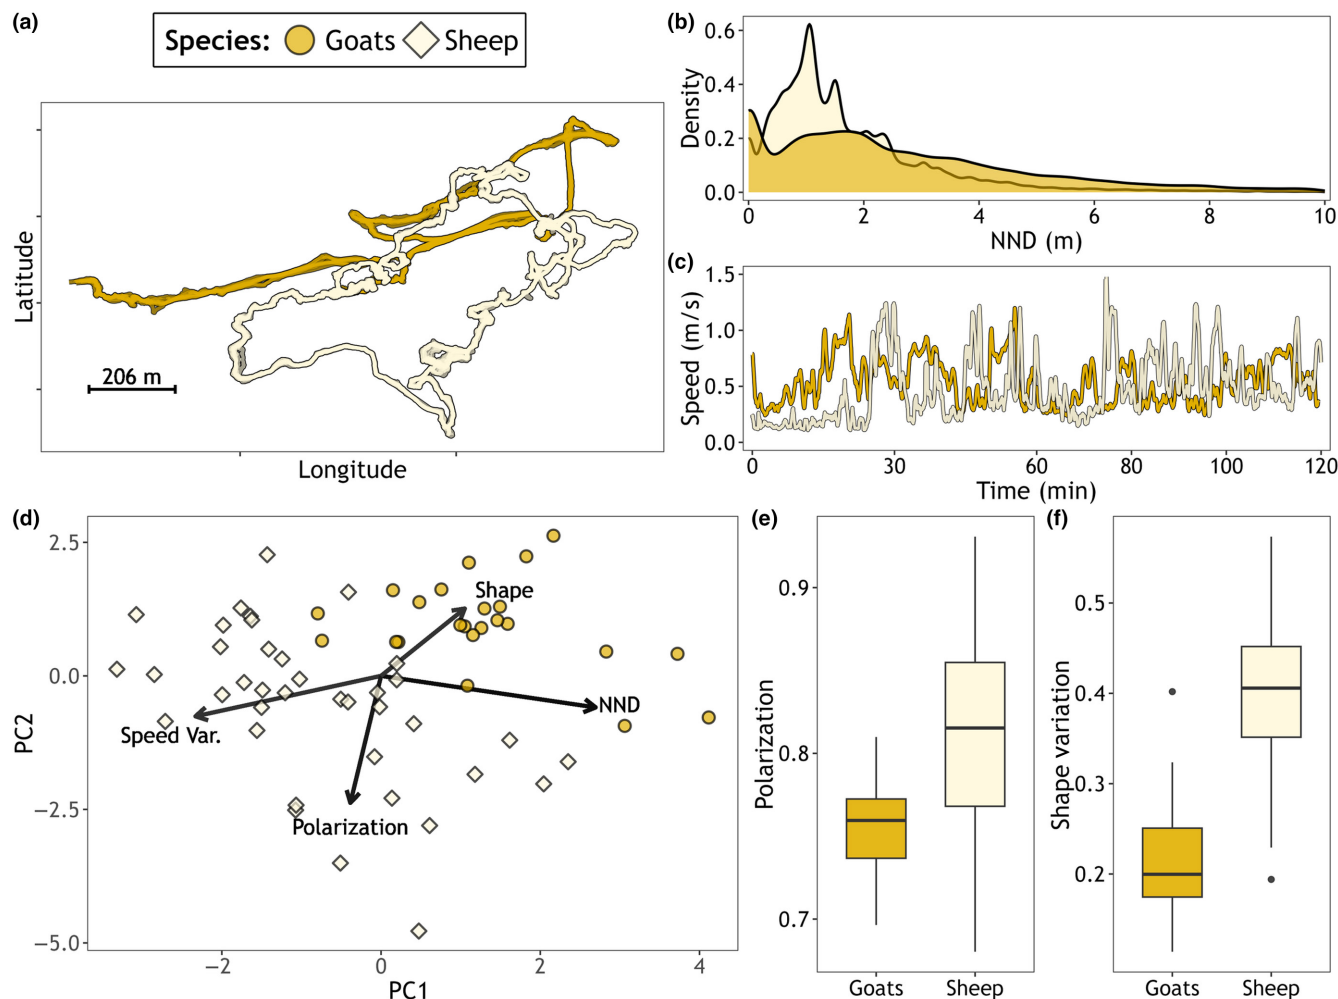 (a)
Species: Goats Sheep
Latitude
206 m
Longitude
(b)
Density
0.6
0.4
0.2
0.0
0 2 4 6 8 10
NND (m)
(c)
Speed (m/s)
1.5
1.0
0.5
0.0
0 30 60 80 100 120
Time (min)
(d)
PC2
2.5
0.0
−2.5
−5.0
Shape
NND
Speed Var.
Polarization
−2 0 2 4
PC1
(e)
Polarization
0.9
0.8
0.7
Goats Sheep
(f)
Shape variation
0.5
0.4
0.3
0.2
Goats Sheep